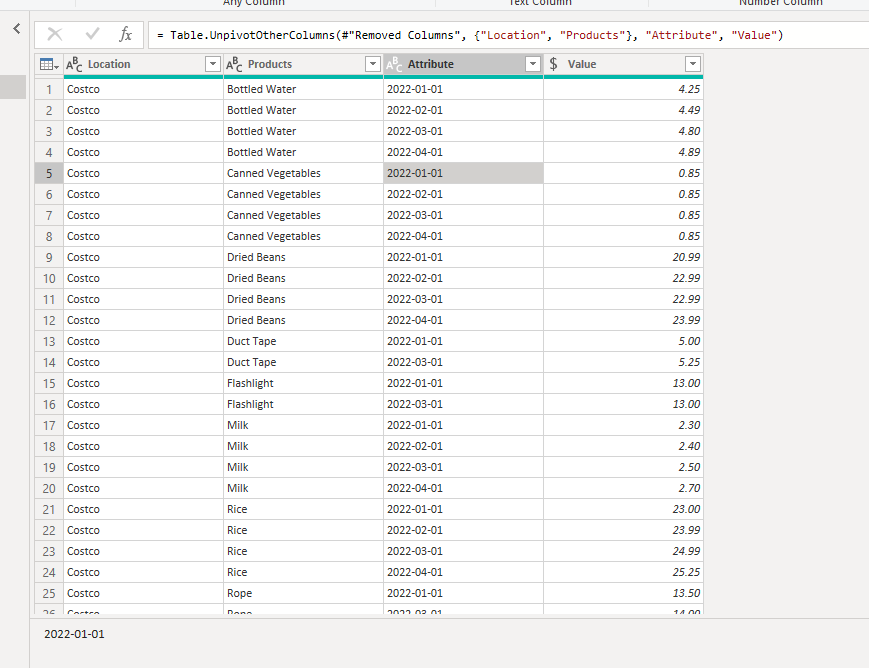 Any Column Text Column Number Column
fx = Table.UnpivotOtherColumns(#"Removed Columns", {"Location", "Products"}, "Attribute", "Value")
ABC Location ABC Products ABC Attribute $ Value
1 Costco Bottled Water 2022-01-01 4.25
2 Costco Bottled Water 2022-02-01 4.49
3 Costco Bottled Water 2022-03-01 4.80
4 Costco Bottled Water 2022-04-01 4.89
5 Costco Canned Vegetables 2022-01-01 0.85
6 Costco Canned Vegetables 2022-02-01 0.85
7 Costco Canned Vegetables 2022-03-01 0.85
8 Costco Canned Vegetables 2022-04-01 0.85
9 Costco Dried Beans 2022-01-01 20.99
10 Costco Dried Beans 2022-02-01 22.99
11 Costco Dried Beans 2022-03-01 22.99
12 Costco Dried Beans 2022-04-01 23.99
13 Costco Duct Tape 2022-01-01 5.00
14 Costco Duct Tape 2022-03-01 5.25
15 Costco Flashlight 2022-01-01 13.00
16 Costco Flashlight 2022-03-01 13.00
17 Costco Milk 2022-01-01 2.30
18 Costco Milk 2022-02-01 2.40
19 Costco Milk 2022-03-01 2.50
20 Costco Milk 2022-04-01 2.70
21 Costco Rice 2022-01-01 23.00
22 Costco Rice 2022-02-01 23.99
23 Costco Rice 2022-03-01 24.99
24 Costco Rice 2022-04-01 25.25
25 Costco Rope 2022-01-01 13.50
26 Costco Rope 2022-03-01 14.00
2022-01-01